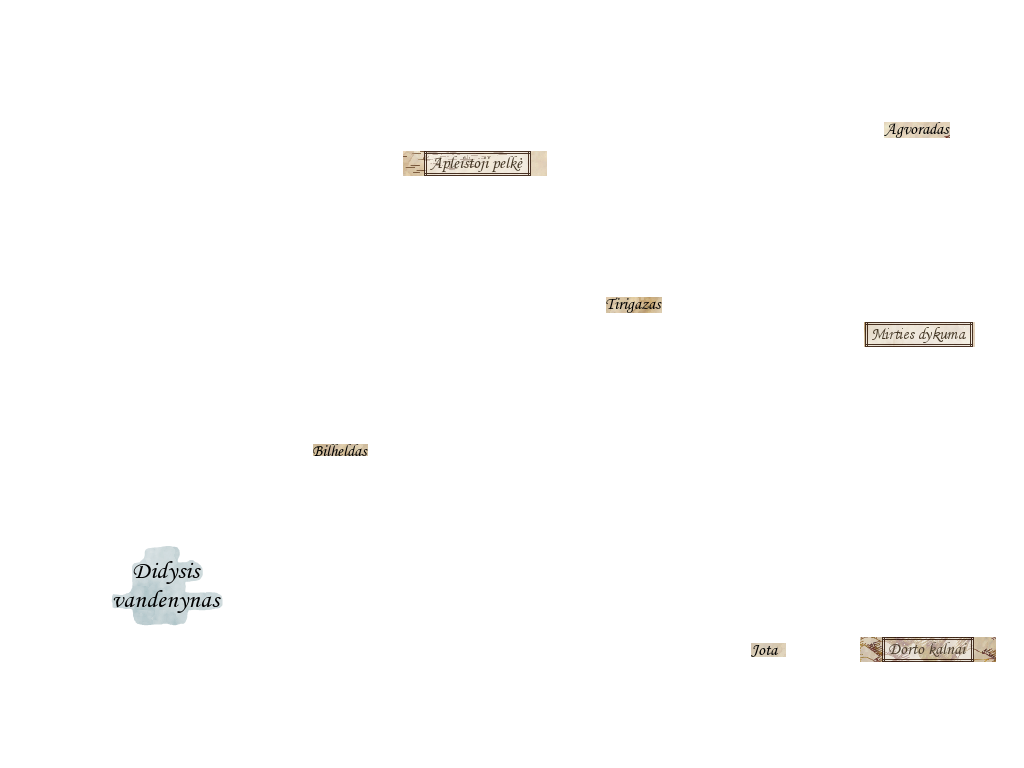 Agvoradas
Apleistoji pelkė
Tirigazas
Mirties dykuma
Bilheldas
Didysis
vandenynas
Jota
Dorto kalnai